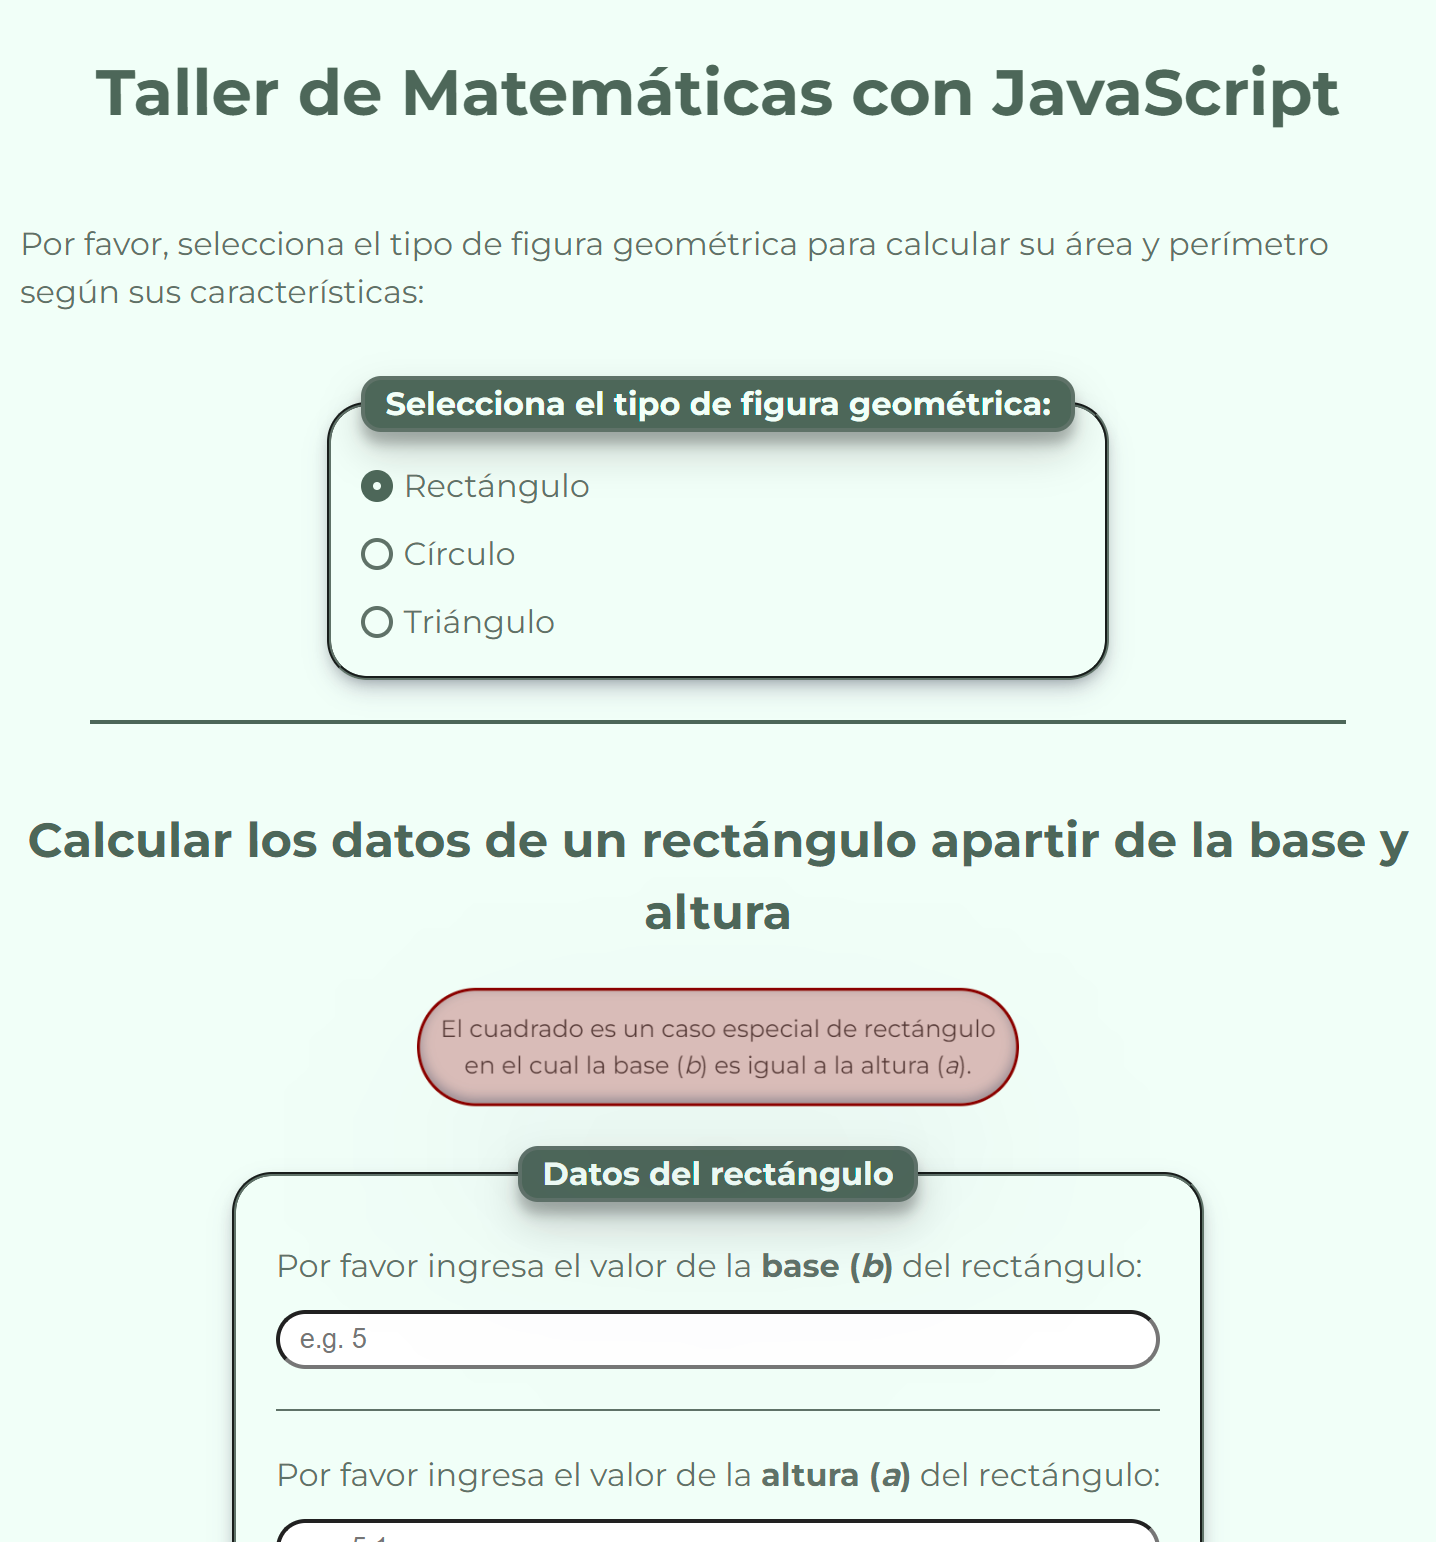 Taller de Matemáticas con JavaScript
Por favor, selecciona el tipo de figura geométrica para calcular su área y perímetro
según sus características:
Selecciona el tipo de figura geométrica:
Rectángulo
Círculo
Triángulo
Calcular los datos de un rectángulo apartir de la base y
altura
El cuadrado es un caso especial de rectángulo
en el cual la base (b) es igual a la altura (a).
Datos del rectángulo
Por favor ingresa el valor de la base (b) del rectángulo:
e.g. 5
Por favor ingresa el valor de la altura (a) del rectángulo: